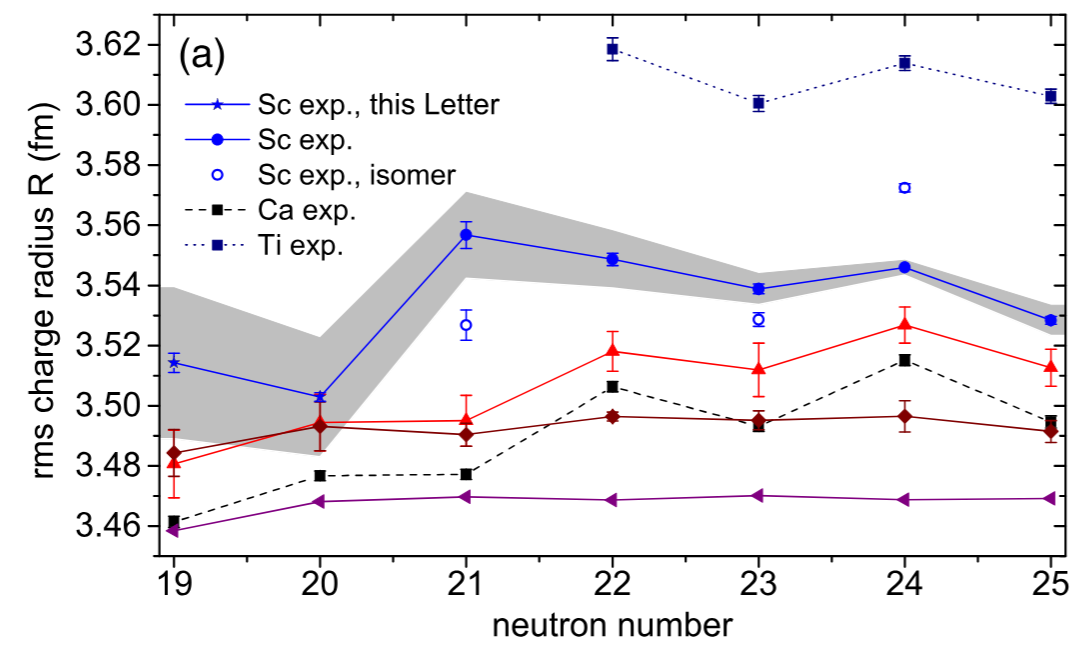 (a)
Sc exp., this Letter
Sc exp.
Sc exp., isomer
Ca exp.
Ti exp.
rms charge radius R (fm)
3.62
3.60
3.58
3.56
3.54
3.52
3.50
3.48
3.46
19 20 21 22 23 24 25
neutron number